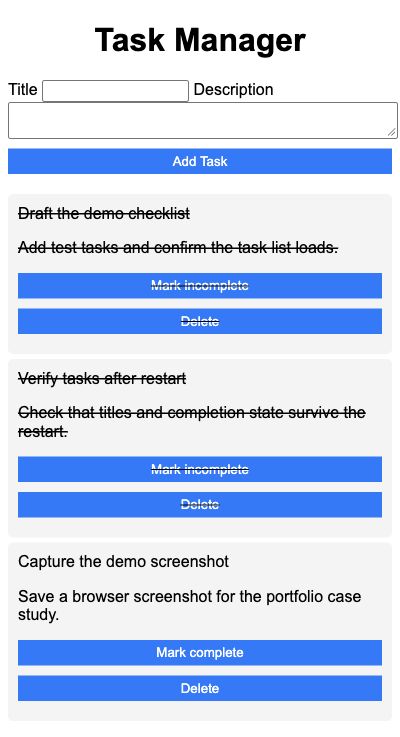 Task Manager
Title Description
Add Task
Draft the demo checklist
Add test tasks and confirm the task list loads.
Mark incomplete
Delete
Verify tasks after restart
Check that titles and completion state survive the
restart.
Mark incomplete
Delete
Capture the demo screenshot
Save a browser screenshot for the portfolio case
study.
Mark complete
Delete